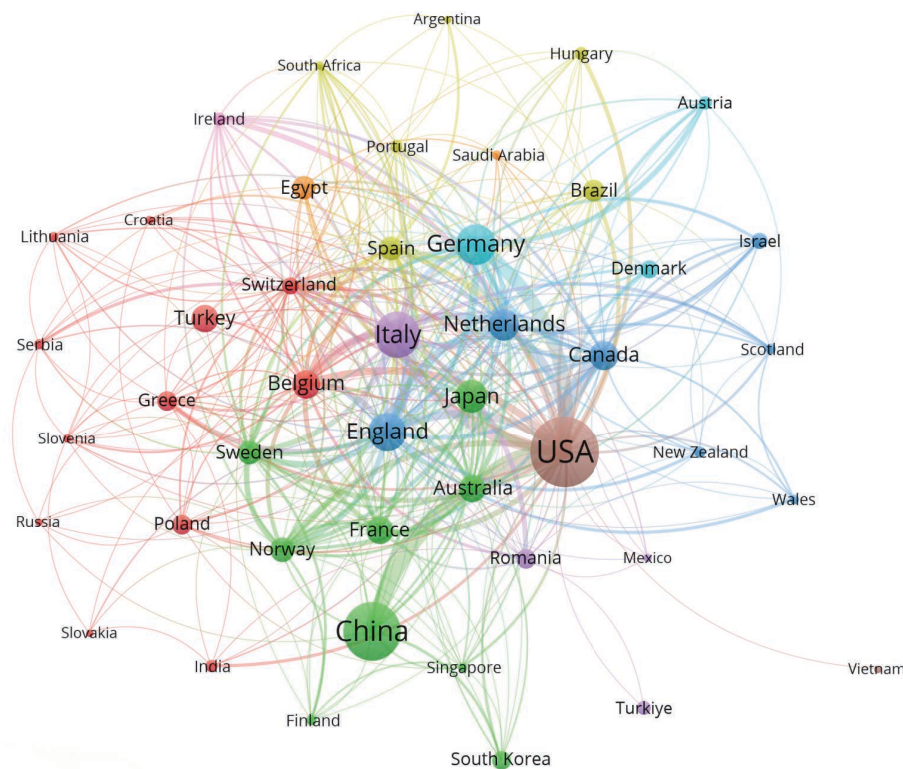 Argentina
Hungary
South Africa
Austria
Ireland
Portugal
Saudi Arabia
Egypt
Brazil
Croatia
Lithuania
Spain
Germany
Israel
Denmark
Switzerland
Turkey
Italy
Netherlands
Serbia
Canada
Scotland
Belgium
Japan
Greece
England
Slovenia
Sweden
USA
New Zealand
Australia
Wales
Russia
Poland
France
Norway
Romania
Mexico
China
Slovakia
India
Singapore
Vietnam
Turkiye
Finland
South Korea